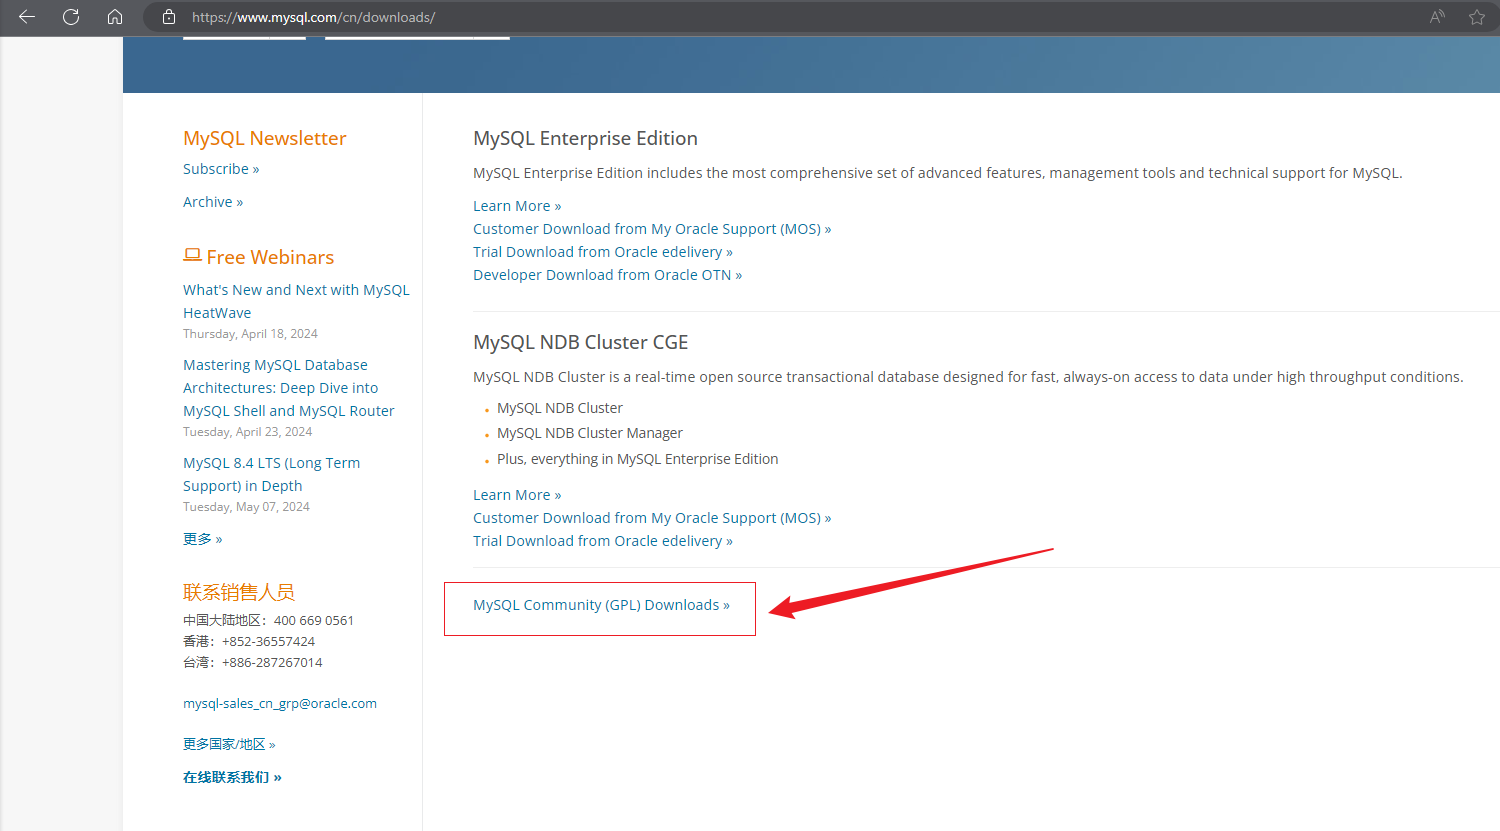 https://www.mysql.com/cn/downloads/
MySQL Newsletter
Subscribe »
Archive »
Free Webinars
What's New and Next with MySQL
HeatWave
Thursday, April 18, 2024
Mastering MySQL Database
Architectures: Deep Dive into
MySQL Shell and MySQL Router
Tuesday, April 23, 2024
MySQL 8.4 LTS (Long Term
Support) in Depth
Tuesday, May 07, 2024
更多 »
联系销售人员
中国大陆地区：400 669 0561
香港：+852-36557424
台湾：+886-287267014
mysql-sales_cn_grp@oracle.com
更多国家/地区 »
在线联系我们 »
MySQL Enterprise Edition
MySQL Enterprise Edition includes the most comprehensive set of advanced features, management tools and technical support for MySQL.
Learn More »
Customer Download from My Oracle Support (MOS) »
Trial Download from Oracle edelivery »
Developer Download from Oracle OTN »
MySQL NDB Cluster CGE
MySQL NDB Cluster is a real-time open source transactional database designed for fast, always-on access to data under high throughput conditions.
• MySQL NDB Cluster
• MySQL NDB Cluster Manager
• Plus, everything in MySQL Enterprise Edition
Learn More »
Customer Download from My Oracle Support (MOS) »
Trial Download from Oracle edelivery »
MySQL Community (GPL) Downloads »